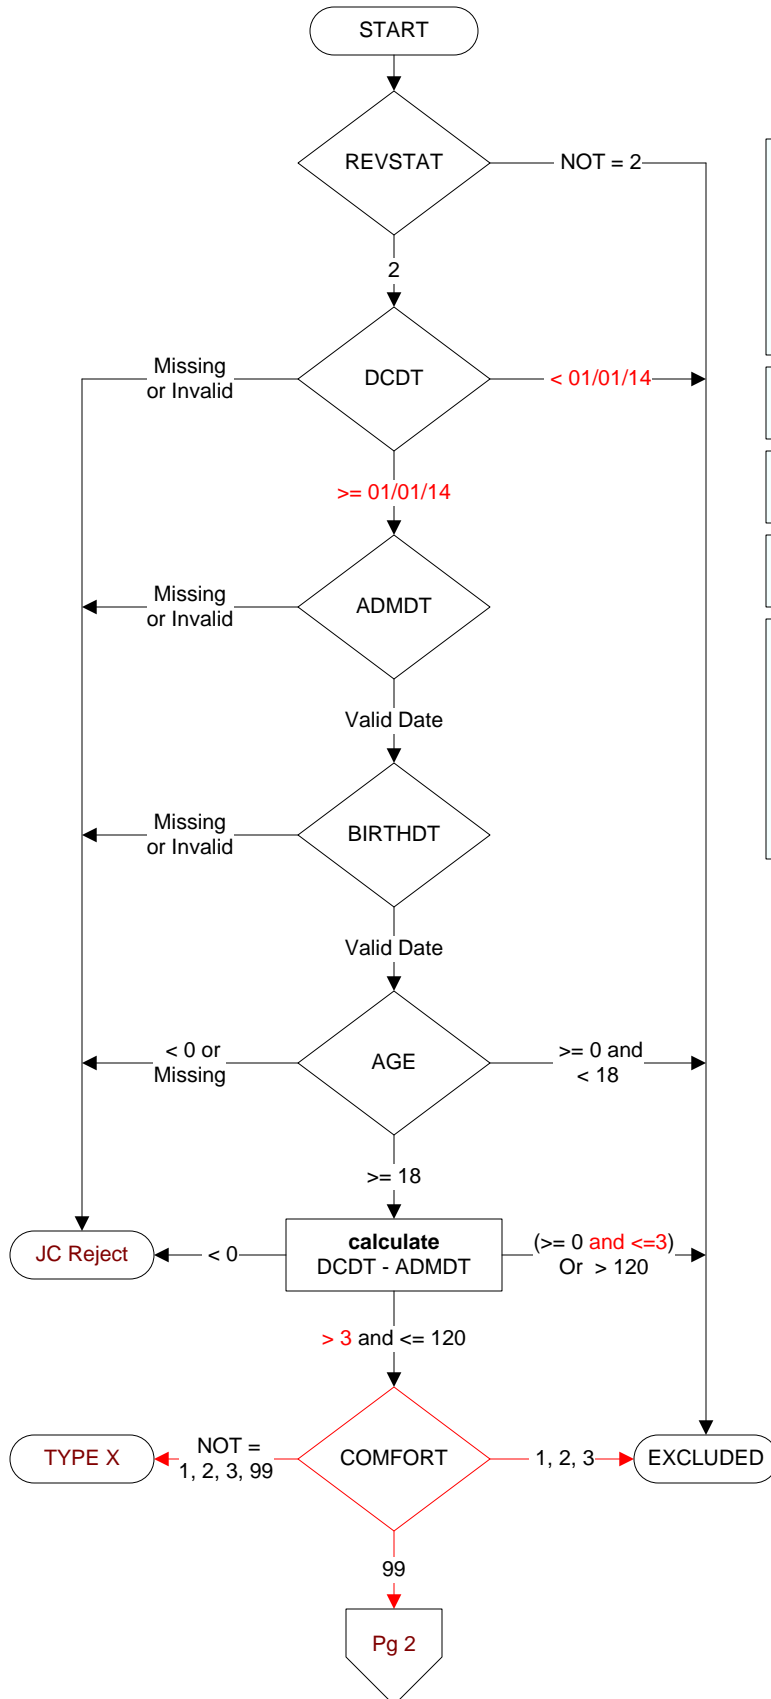 START
REVSTAT
NOT = 2
2
Missing
or Invalid
DCDT
< 01/01/14
>= 01/01/14
Missing
or Invalid
ADMDT
Valid Date
Missing
or Invalid
BIRTHDT
Valid Date
< 0 or
Missing
AGE
>= 0 and
< 18
>= 18
JC Reject
< 0
calculate
DCDT - ADMDT
(>= 0 and <=3)
Or > 120
> 3 and <= 120
TYPE X
NOT =
1, 2, 3, 99
COMFORT
1, 2, 3
EXCLUDED
99
Pg 2